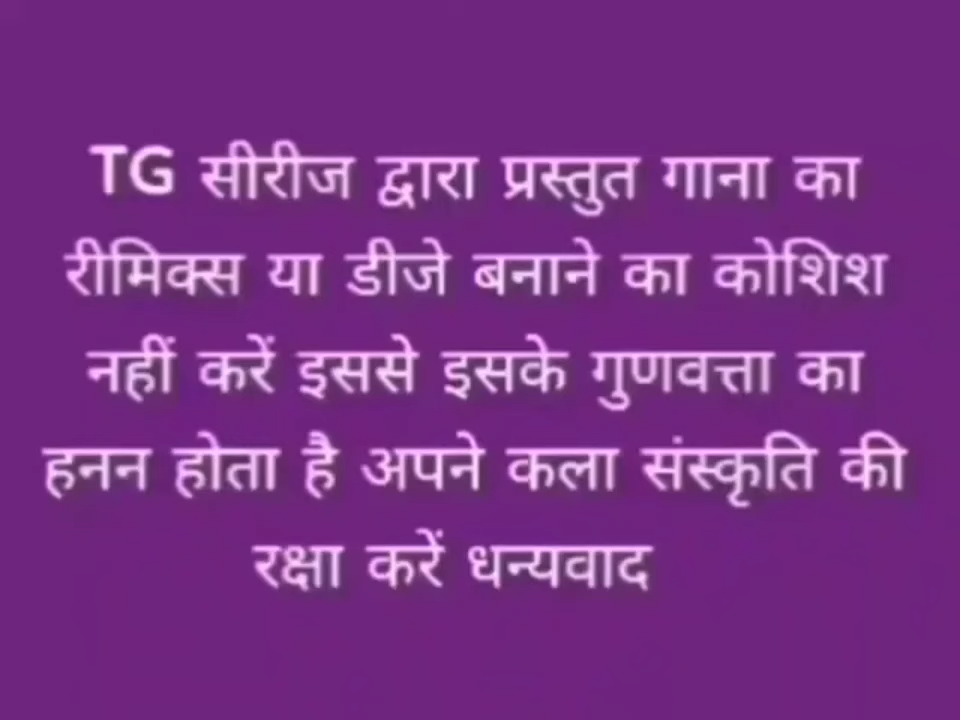 TG सीरीज द्वारा प्रस्तुत गाना का
रीमिक्स या डीजे बनाने का कोशिश
नहीं करें इससे इसके गुणवत्ता का
हनन होता है अपने कला संस्कृति की
रक्षा करें धन्यवाद